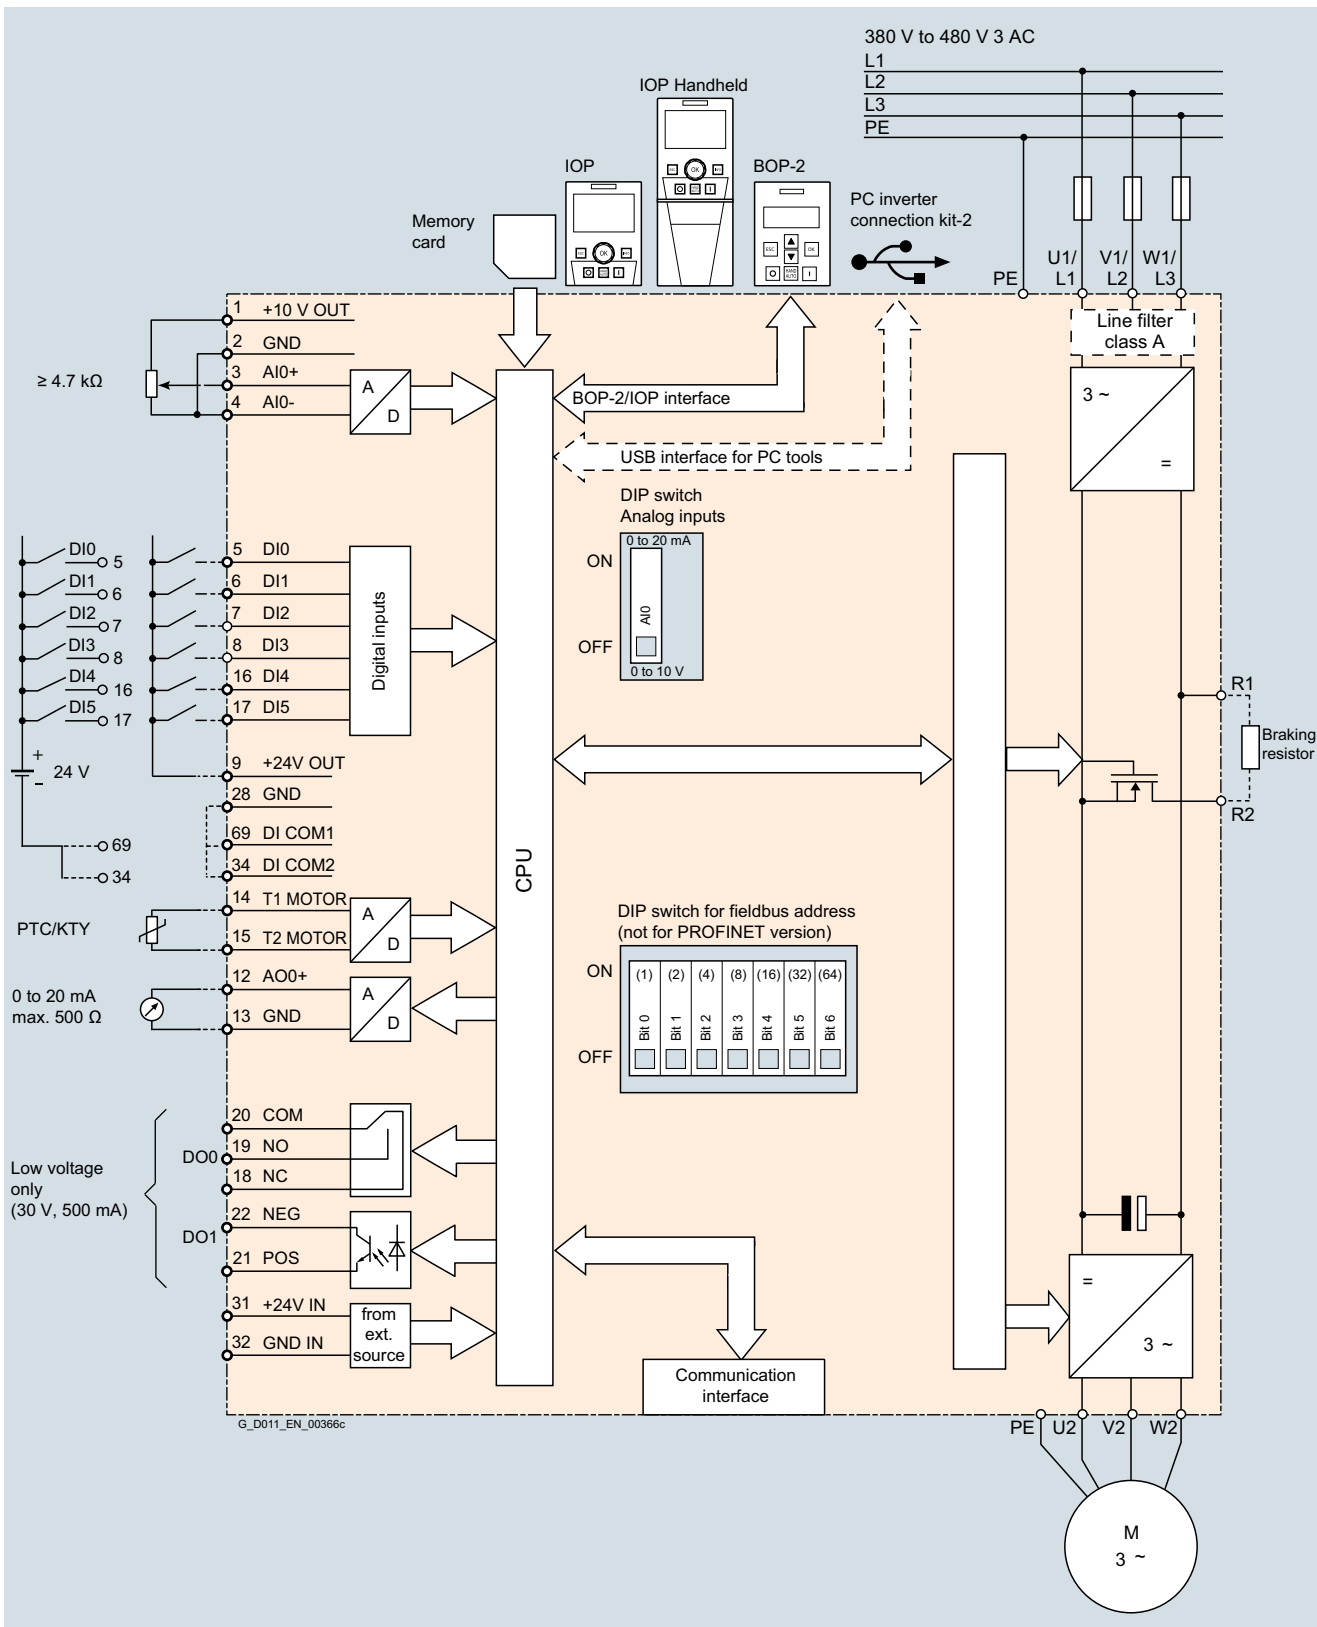 380 V to 480 V 3 AC
L1
L2
L3
PE
IOP Handheld
IOP
BOP-2
Memory
card
PC inverter
connection kit-2
OK
OK
ESC
OK
HAND
AUTO
PE
U1/
L1
V1/
L2
W1/
L3
Line filter
class A
3 ~
=
1 +10 V OUT
2 GND
3 AI0+
4 AI0-
≥ 4.7 kΩ
A
D
BOP-2/IOP interface
USB interface for PC tools
DIP switch
Analog inputs
0 to 20 mA
ON
AI0
OFF
0 to 10 V
DI0 5
DI1 6
DI2 7
DI3 8
DI4 16
DI5 17
+
24 V
-
69
34
5 DI0
6 DI1
7 DI2
8 DI3
16 DI4
17 DI5
Digital inputs
9 +24V OUT
28 GND
69 DI COM1
34 DI COM2
R1
Braking
resistor
R2
CPU
PTC/KTY
14 T1 MOTOR
15 T2 MOTOR
A
D
0 to 20 mA
max. 500 Ω
12 AO0+
13 GND
A
D
DIP switch for fieldbus address
(not for PROFINET version)
ON
(1) (2) (4) (8) (16) (32) (64)
Bit 0 Bit 1 Bit 2 Bit 3 Bit 4 Bit 5 Bit 6
OFF
Low voltage
only
(30 V, 500 mA)
DO0
20 COM
19 NO
18 NC
DO1
22 NEG
21 POS
31 +24V IN
32 GND IN
from
ext.
source
Communication
interface
=
3 ~
G_D011_EN_00366c
PE U2 V2 W2
M
3 ~